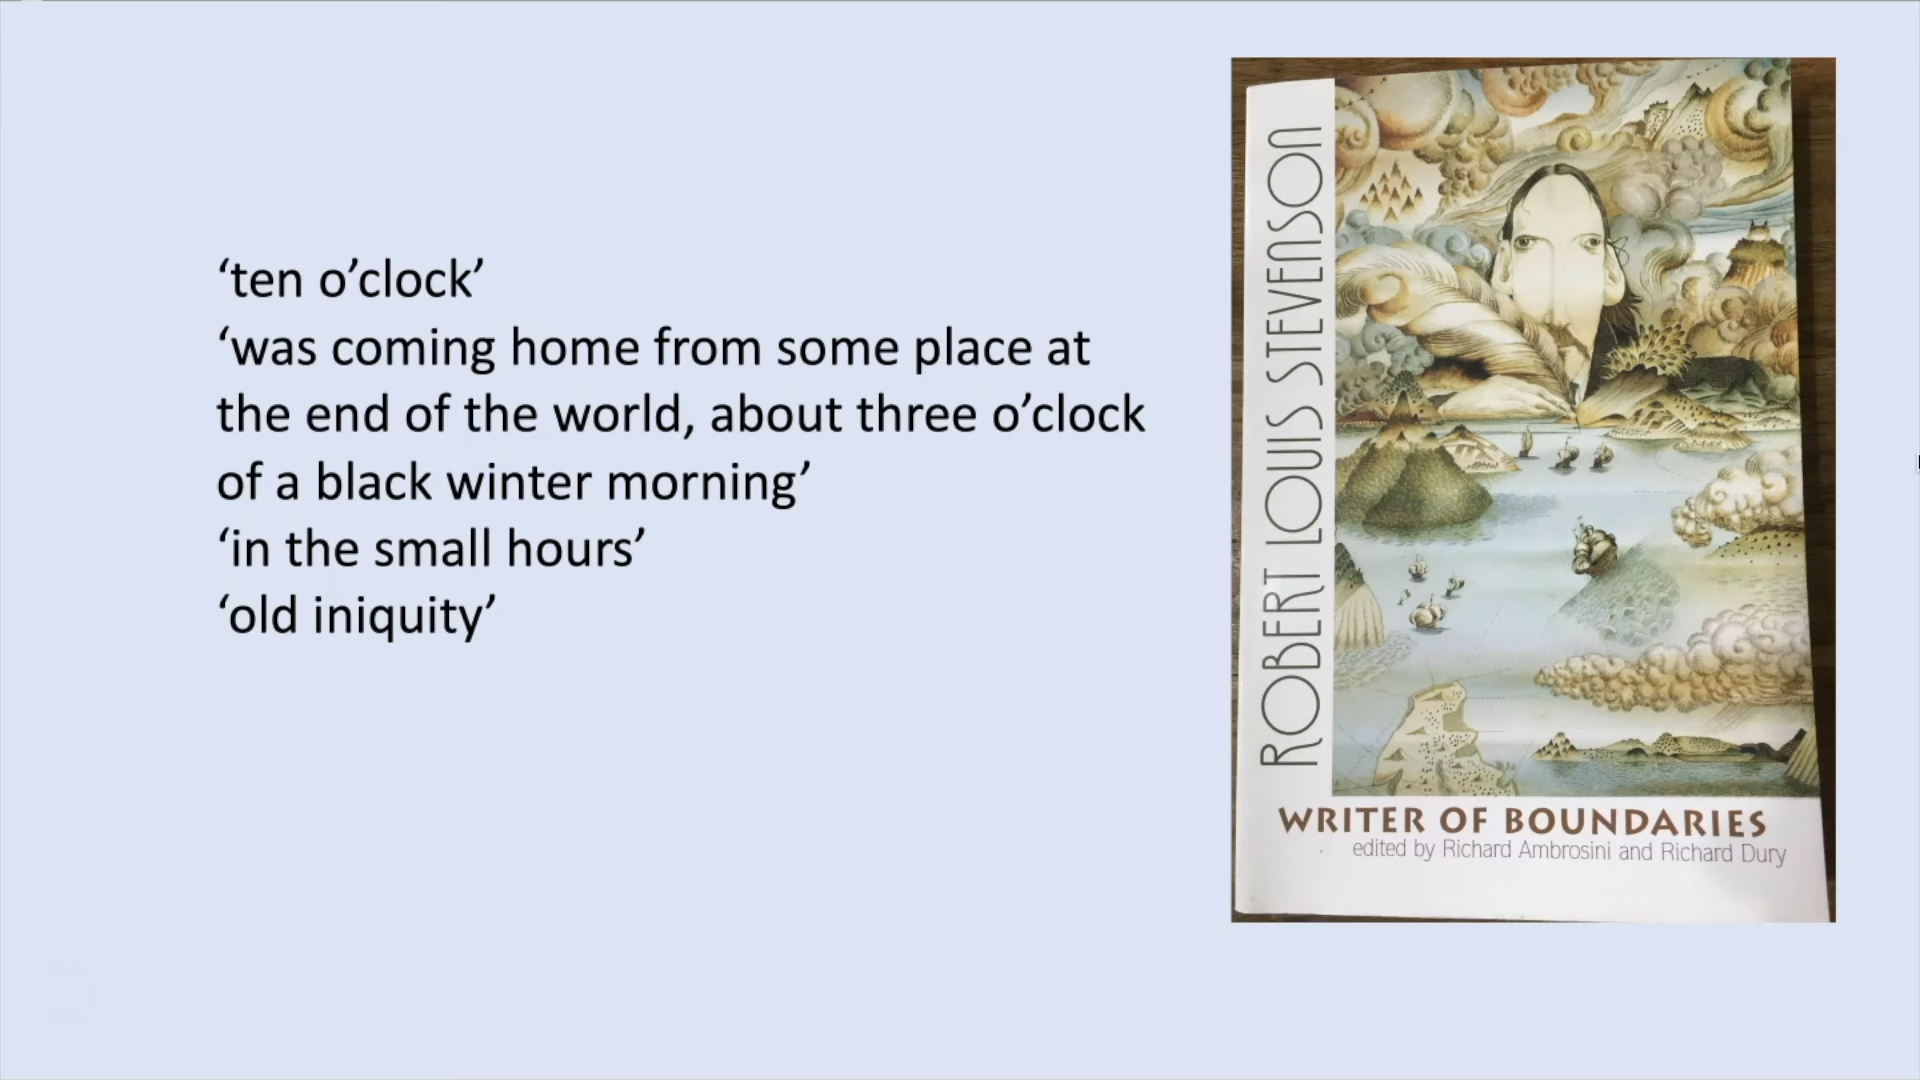 ‘ten o’clock’
‘was coming home from some place at
the end of the world, about three o’clock
of a black winter morning’
‘in the small hours’
‘old iniquity’
ROBERT LOUIS STEVENSON
WRITER OF BOUNDARIES
edited by Richard Ambrosini and Richard Dury